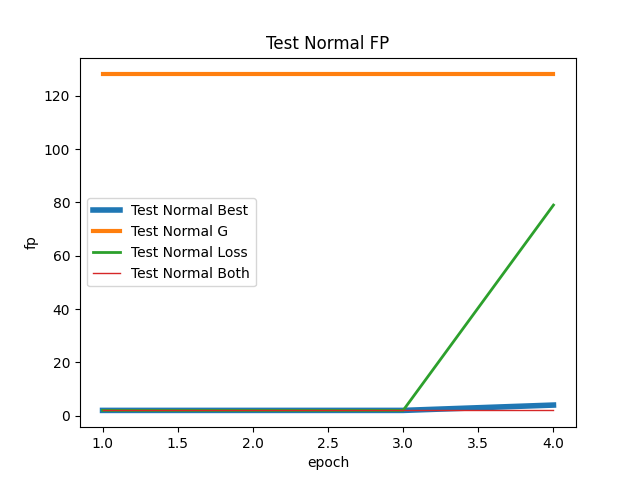 Test Normal FP
fp
120
100
80
60
40
20
0
Test Normal Best
Test Normal G
Test Normal Loss
Test Normal Both
1.0 1.5 2.0 2.5 3.0 3.5 4.0
epoch